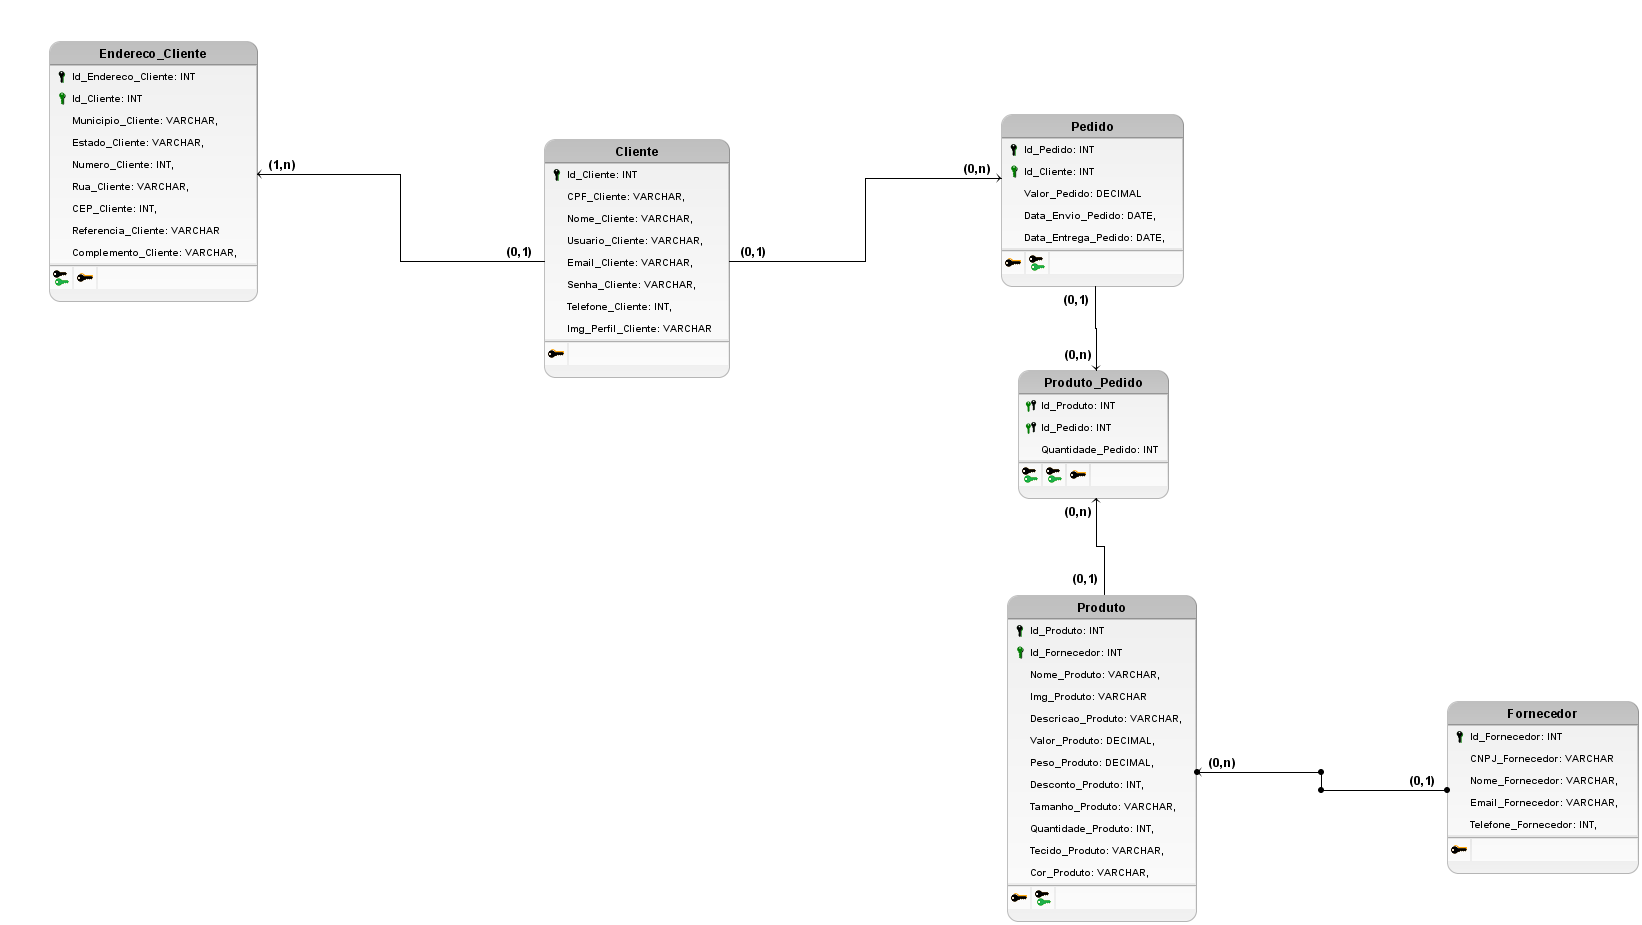 Endereco_Cliente
Id_Endereco_Cliente: INT
Id_Cliente: INT
Municipio_Cliente: VARCHAR,
Estado_Cliente: VARCHAR,
Numero_Cliente: INT,
Rua_Cliente: VARCHAR,
CEP_Cliente: INT,
Referencia_Cliente: VARCHAR
Complemento_Cliente: VARCHAR,
(1,n)
(0,1)
Cliente
Id_Cliente: INT
CPF_Cliente: VARCHAR,
Nome_Cliente: VARCHAR,
Usuario_Cliente: VARCHAR,
Email_Cliente: VARCHAR,
Senha_Cliente: VARCHAR,
Telefone_Cliente: INT,
Img_Perfil_Cliente: VARCHAR
(0,1)
(0,n)
Pedido
Id_Pedido: INT
Id_Cliente: INT
Valor_Pedido: DECIMAL
Data_Envio_Pedido: DATE,
Data_Entrega_Pedido: DATE,
(0,1)
(0,n)
Produto_Pedido
Id_Produto: INT
Id_Pedido: INT
Quantidade_Pedido: INT
(0,n)
(0,1)
Produto
Id_Produto: INT
Id_Fornecedor: INT
Nome_Produto: VARCHAR,
Img_Produto: VARCHAR
Descricao_Produto: VARCHAR,
Valor_Produto: DECIMAL,
Peso_Produto: DECIMAL,
Desconto_Produto: INT,
Tamanho_Produto: VARCHAR,
Quantidade_Produto: INT,
Tecido_Produto: VARCHAR,
Cor_Produto: VARCHAR,
(0,n)
(0,1)
Fornecedor
Id_Fornecedor: INT
CNPJ_Fornecedor: VARCHAR
Nome_Fornecedor: VARCHAR,
Email_Fornecedor: VARCHAR,
Telefone_Fornecedor: INT,